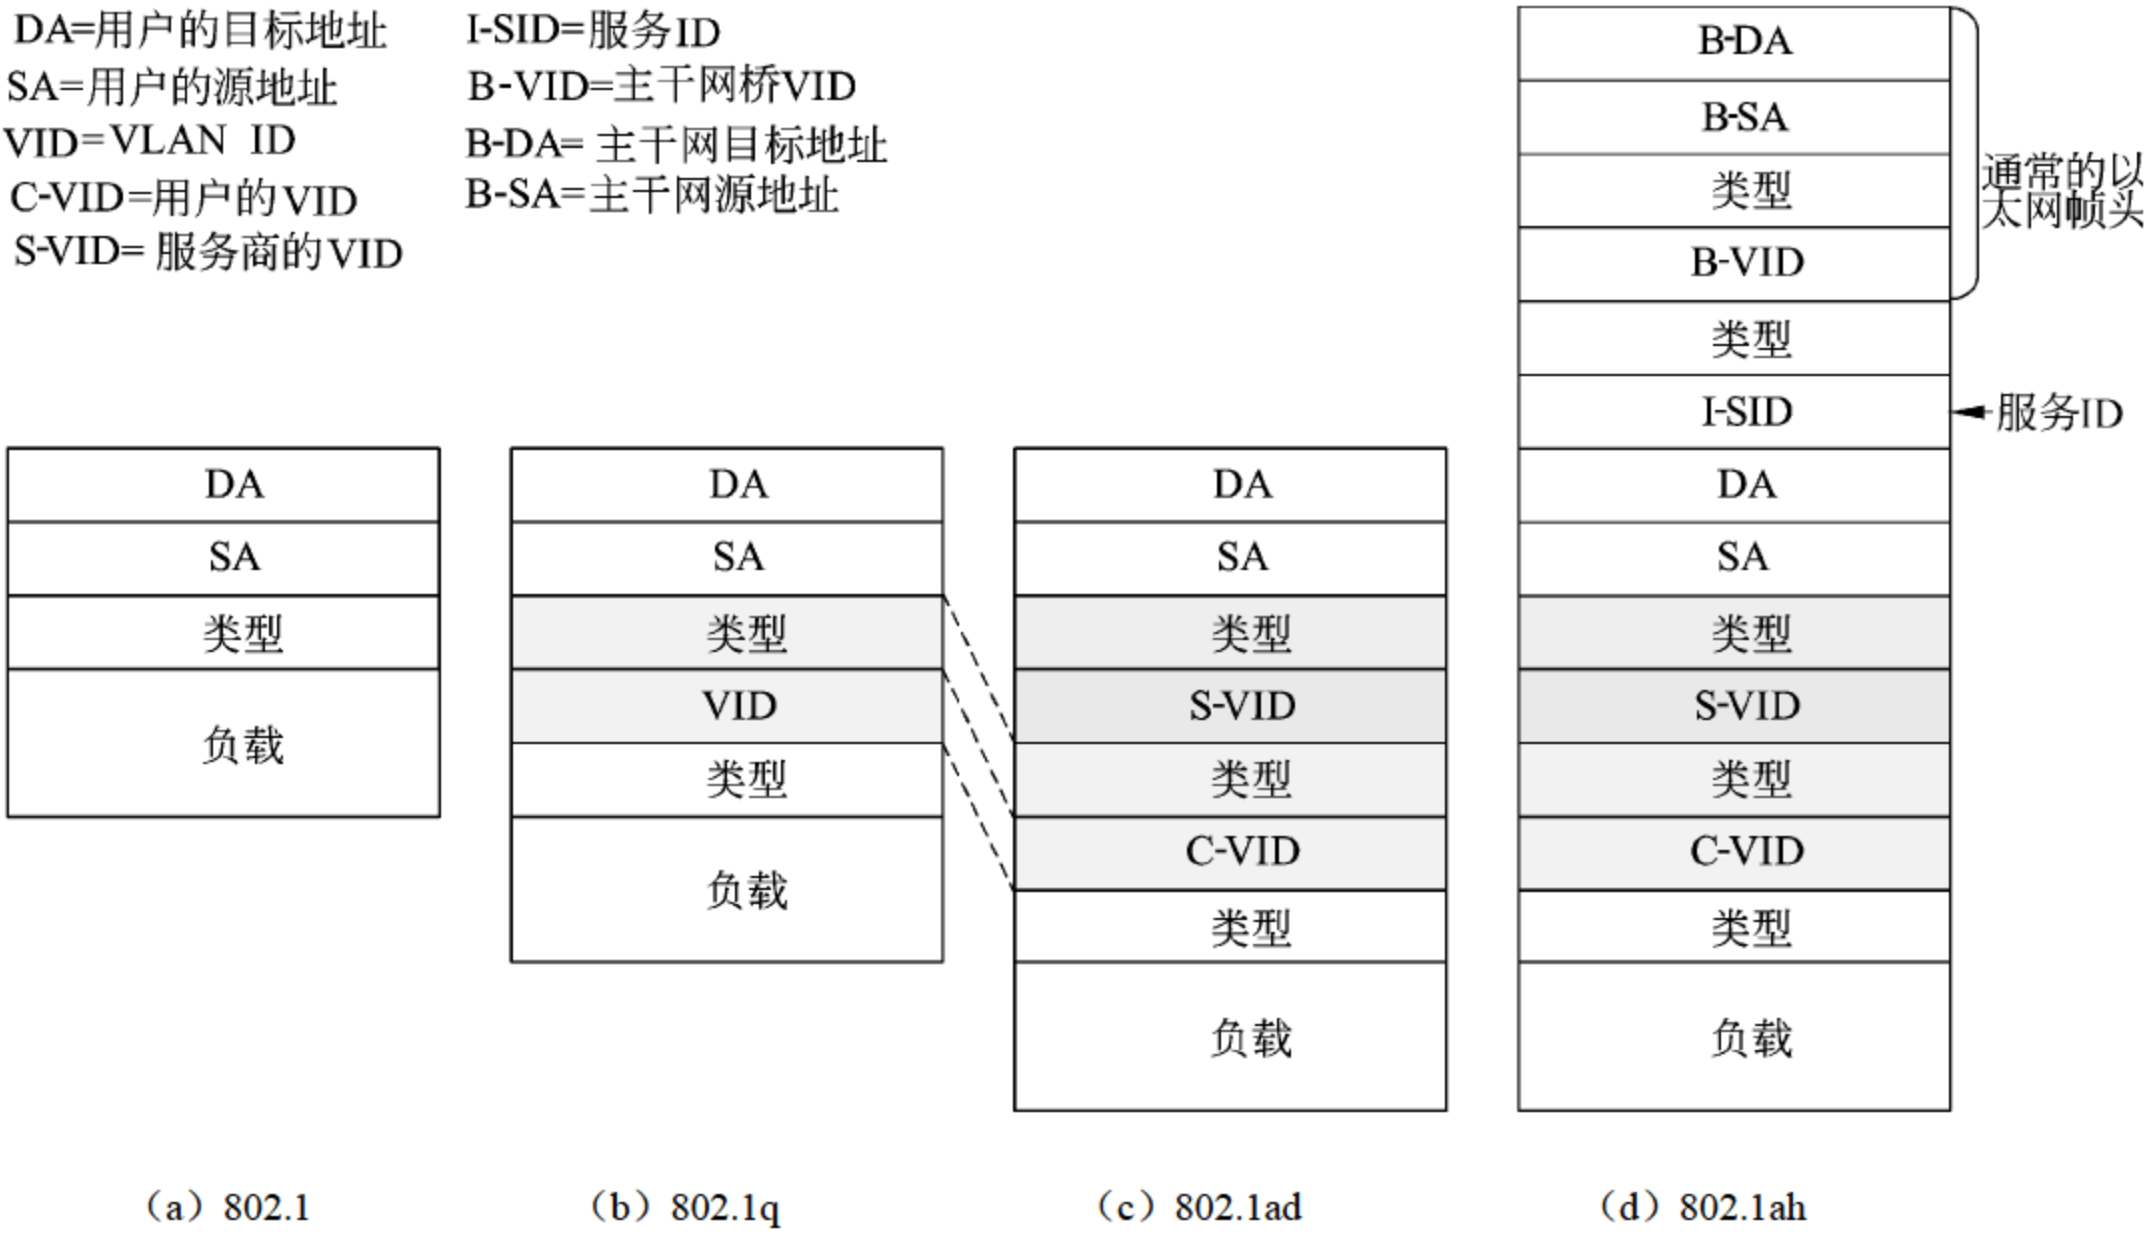 DA=用户的目标地址
SA=用户的源地址
VID=VLAN ID
C-VID=用户的VID
S-VID=服务商的VID
I-SID=服务ID
B-VID=主干网桥VID
B-DA=主干网目标地址
B-SA=主干网源地址
DA
SA
类型
负载
(a) 802.1
DA
SA
类型
VID
类型
负载
(b) 802.1q
DA
SA
类型
S-VID
类型
C-VID
类型
负载
(c) 802.1ad
B-DA
B-SA
类型
B-VID
类型
I-SID
DA
SA
类型
S-VID
类型
C-VID
类型
负载
(d) 802.1ah
通常的以
太网帧头
服务ID